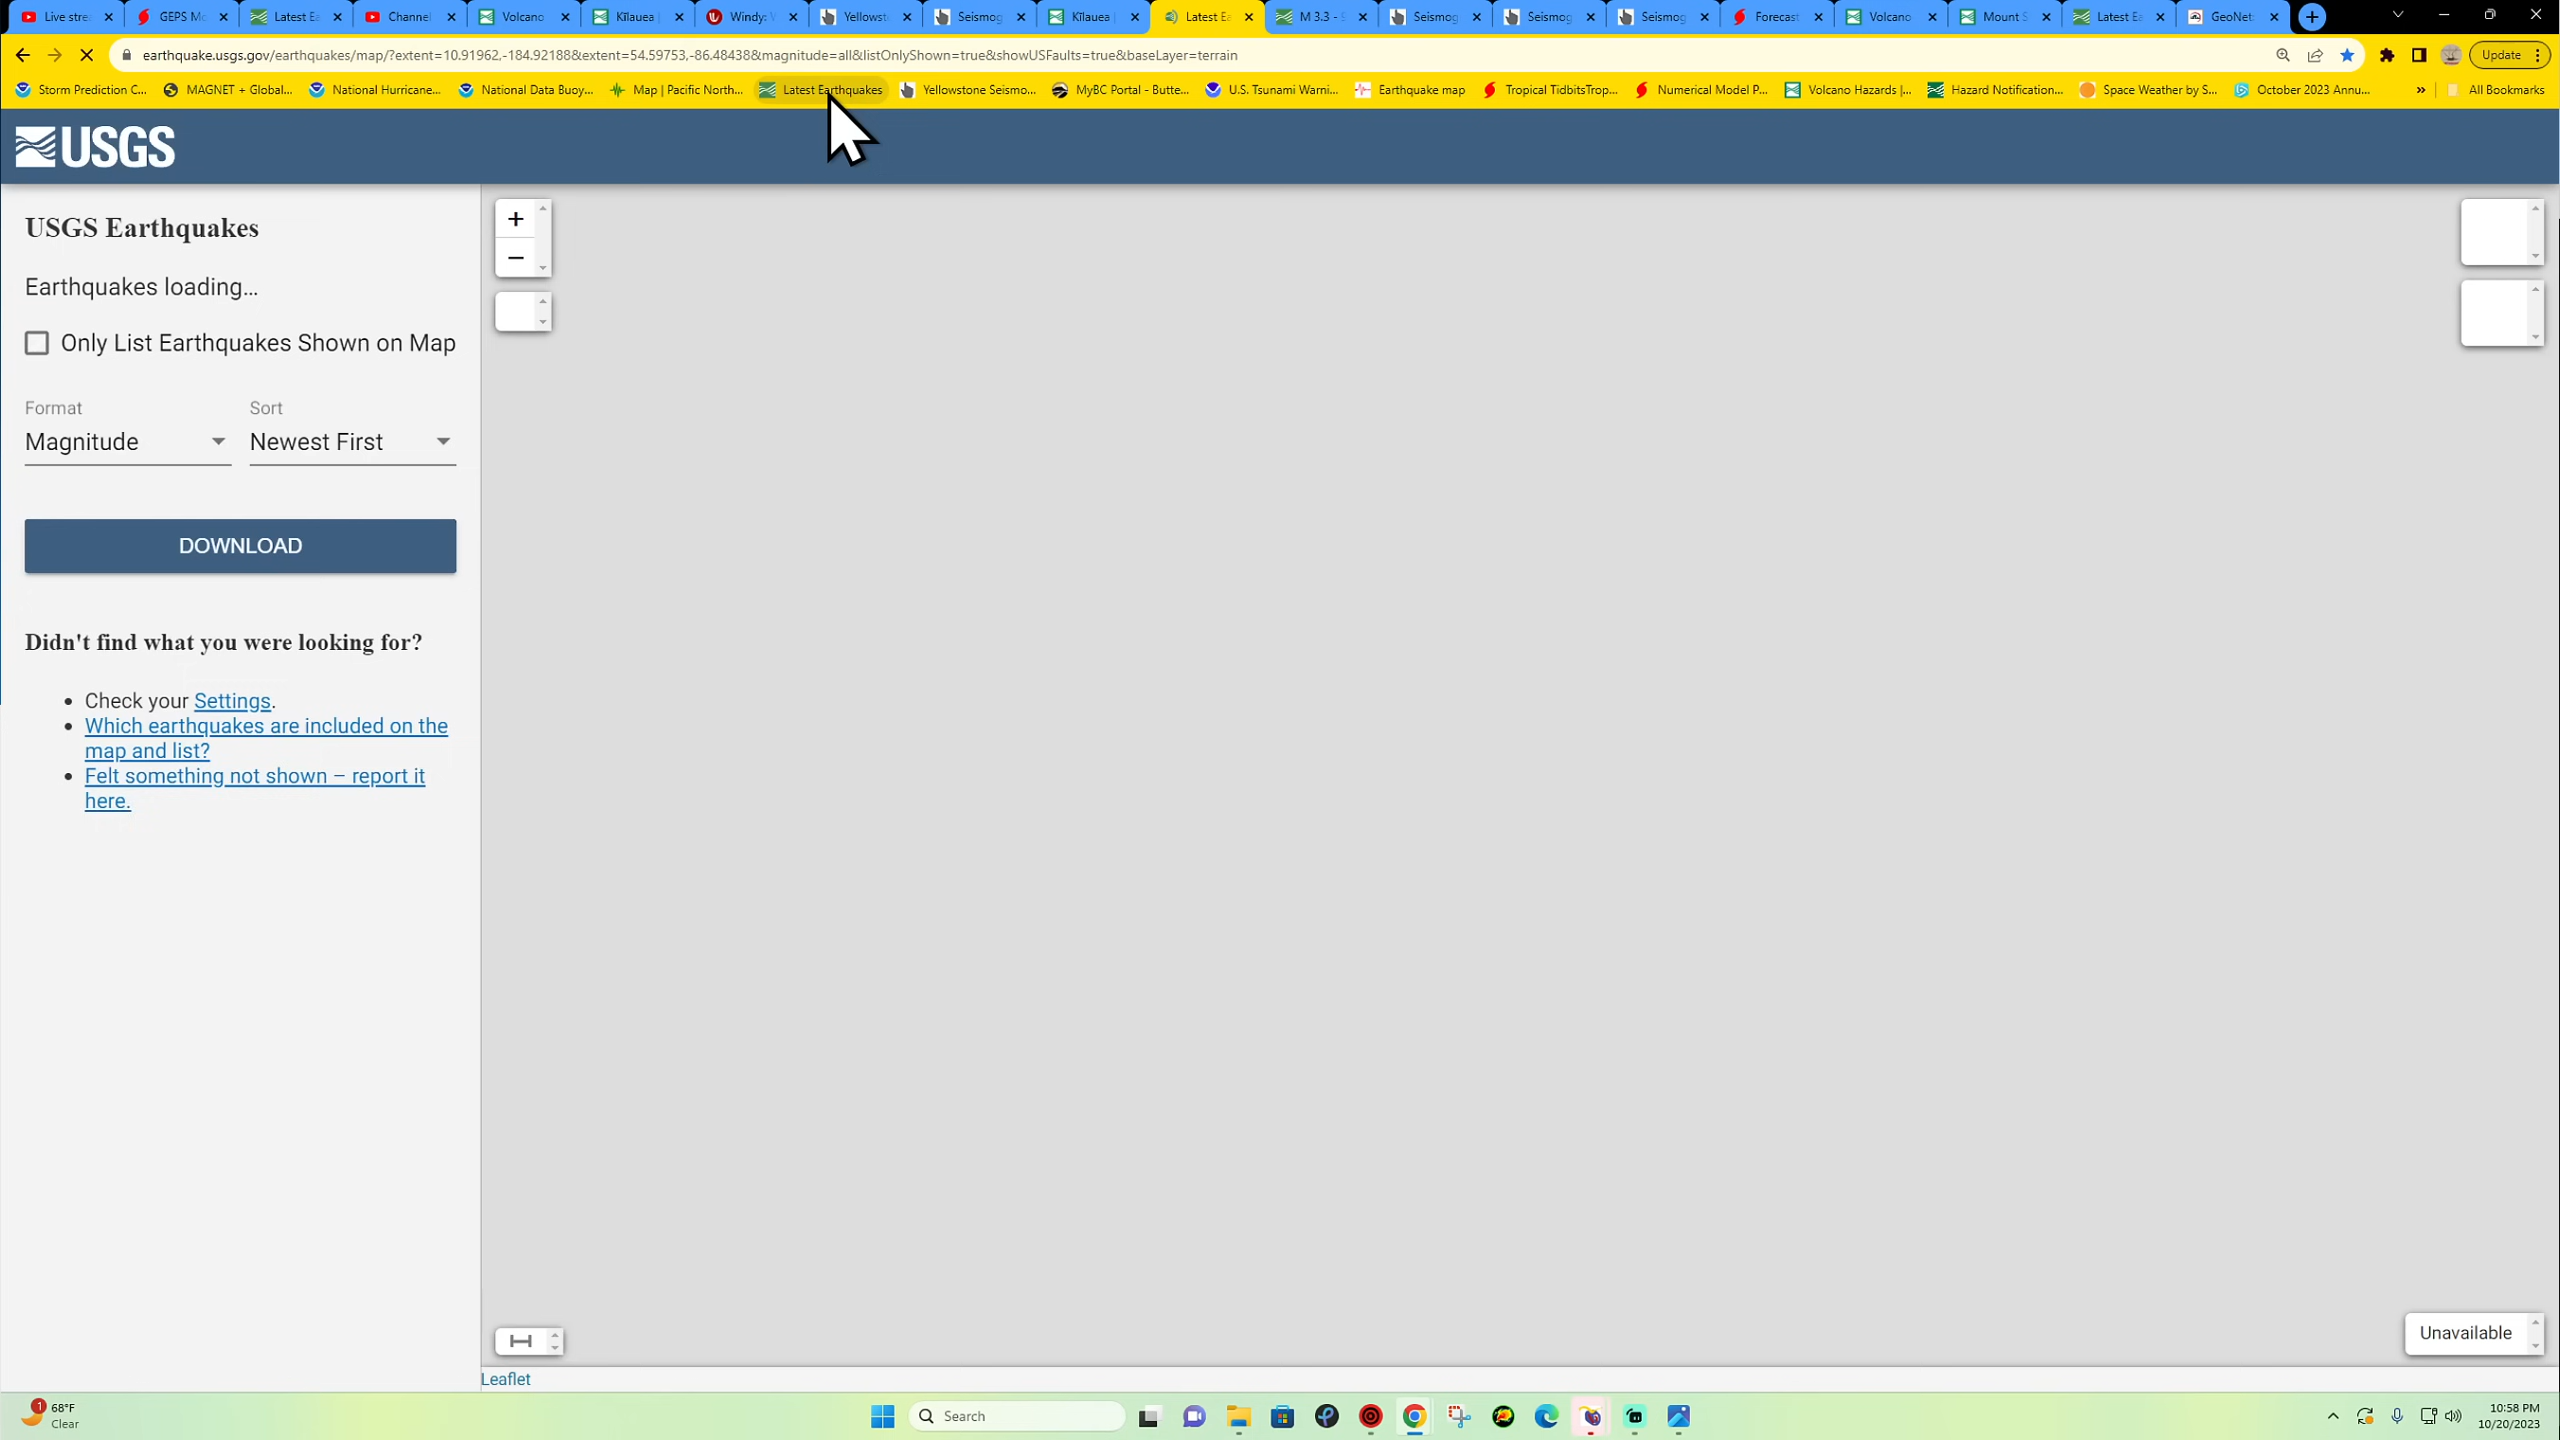 Live stre
GEPS Mo
Latest Ea
Channel
Volcano
Kīlauea
Windy: W
Yellowst
Seismog
Kīlauea
Latest Ea
M 3.3 - S
Seismog
Seismog
Seismog
Forecast
Volcano
Mount S
Latest Ea
GeoNet:
earthquake.usgs.gov/earthquakes/map/?extent=10.91962,-184.92188&extent=54.59753,-86.48438&magnitude=all&listOnlyShown=true&showUSFaults=true&baseLayer=terrain
Update
Storm Prediction C...
MAGNET + Global...
National Hurricane...
National Data Buoy...
Map | Pacific North...
Latest Earthquakes
Yellowstone Seismo...
MyBC Portal - Butte...
U.S. Tsunami Warni...
Earthquake map
Tropical TidbitsTrop...
Numerical Model P...
Volcano Hazards |...
Hazard Notification...
Space Weather by S...
October 2023 Annu...
»
All Bookmarks
USGS
USGS Earthquakes
Earthquakes loading...
Only List Earthquakes Shown on Map
Format
Sort
Magnitude
Newest First
DOWNLOAD
Didn't find what you were looking for?
• Check your Settings.
• Which earthquakes are included on the
map and list?
• Felt something not shown – report it
here.
+
−
Unavailable
Leaflet
1
68°F
Clear
Search
10:58 PM
10/20/2023